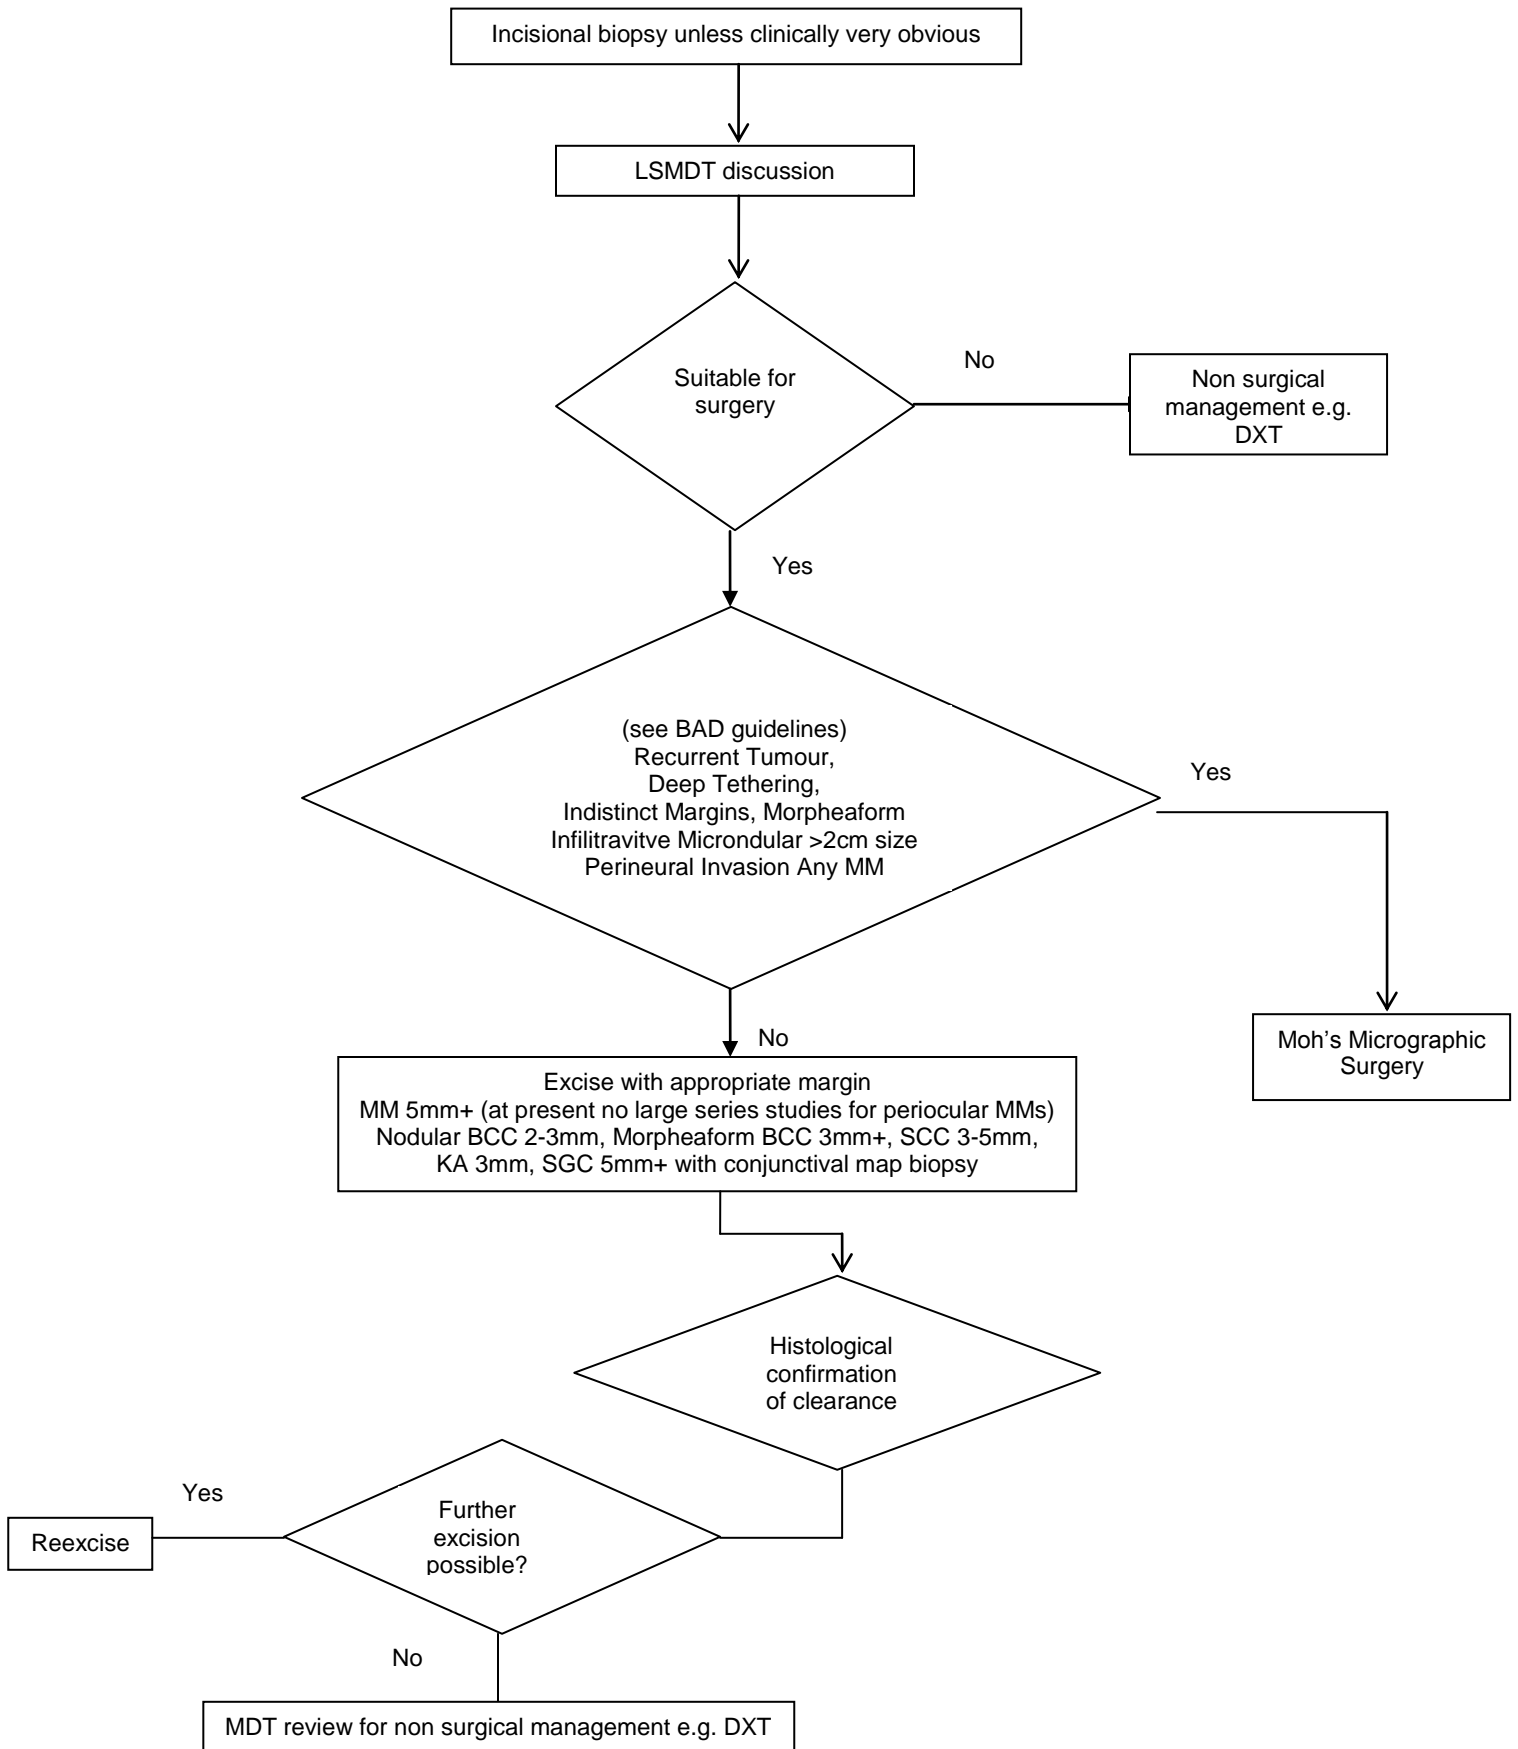 Incisional biopsy unless clinically very obvious
LSMDT discussion
Suitable for
surgery
No
Non surgical
management e.g.
DXT
Yes
(see BAD guidelines)
Recurrent Tumour,
Deep Tethering,
Indistinct Margins, Morpheaform
Infilitravitve Microndular >2cm size
Perineural Invasion Any MM
Yes
Moh's Micrographic
Surgery
No
Excise with appropriate margin
MM 5mm+ (at present no large series studies for periocular MMs)
Nodular BCC 2-3mm, Morpheaform BCC 3mm+, SCC 3-5mm,
KA 3mm, SGC 5mm+ with conjunctival map biopsy
Histological
confirmation
of clearance
Further
excision
possible?
Yes
Reexcise
No
MDT review for non surgical management e.g. DXT